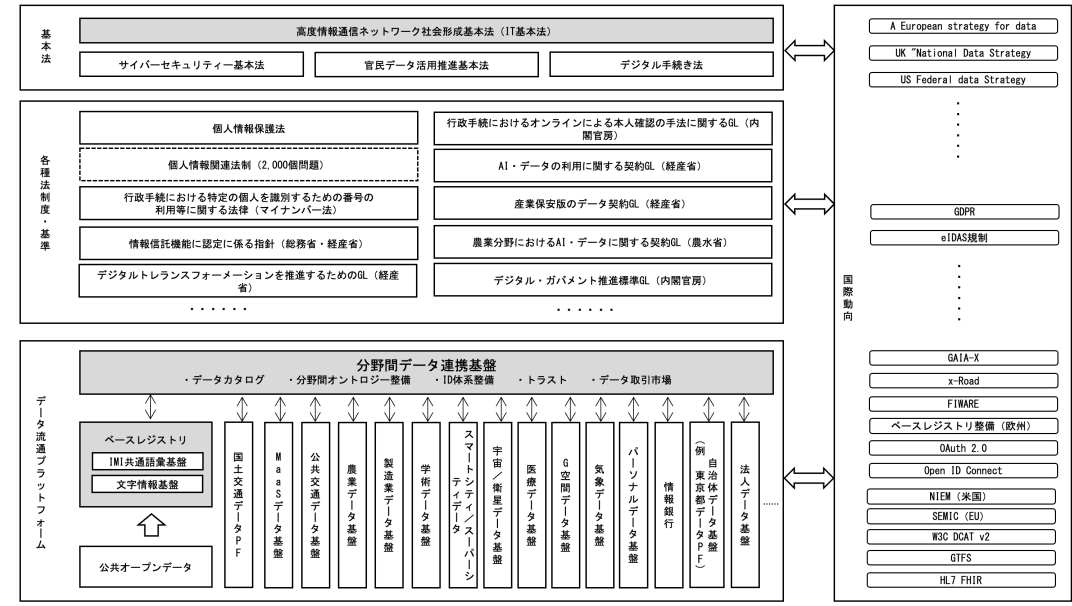 基本法
高度情報通信ネットワーク社会形成基本法（IT基本法）
サイバーセキュリティー基本法
官民データ活用推進基本法
デジタル手続き法
各種法制度・基準
個人情報保護法
個人情報関連法制（2,000個問題）
行政手続における特定の個人を識別するための番号の
利用等に関する法律（マイナンバー法）
情報信託機能に認定に係る指針（総務省・経産省）
デジタルトレランスフォーメーションを推進するためのGL（経産
省）
・・・・・・
行政手続におけるオンラインによる本人確認の手法に関するGL（内
閣官房）
AI・データの利用に関する契約GL（経産省）
産業保安版のデータ契約GL（経産省）
農業分野におけるAI・データに関する契約GL（農水省）
デジタル・ガバメント推進標準GL（内閣官房）
・・・・・・
データ流通プラットフォーム
分野間データ連携基盤
・データカタログ ・分野間オントロジー整備 ・ID体系整備 ・トラスト ・データ取引市場
ベースレジストリ
IMI共通語彙基盤
文字情報基盤
公共オープンデータ
国土交通データPF
MaaSデータ基盤
公共交通データ基盤
農業データ基盤
製造業データ基盤
学術データ基盤
スマートシティ／スーパーシ
ティデータ
宇宙／衛星データ基盤
医療データ基盤
G空間データ基盤
気象データ基盤
パーソナルデータ基盤
情報銀行
自治体データ基盤
（例 東京都データPF）
法人データ基盤
……
国際動向
A European strategy for data
UK "National Data Strategy
US Federal data Strategy
・・・・・
GDPR
eIDAS規制
・・・・・
GAIA-X
x-Road
FIWARE
ベースレジストリ整備（欧州）
OAuth 2.0
Open ID Connect
NIEM（米国）
SEMIC（EU）
W3C DCAT v2
GTFS
HL7 FHIR